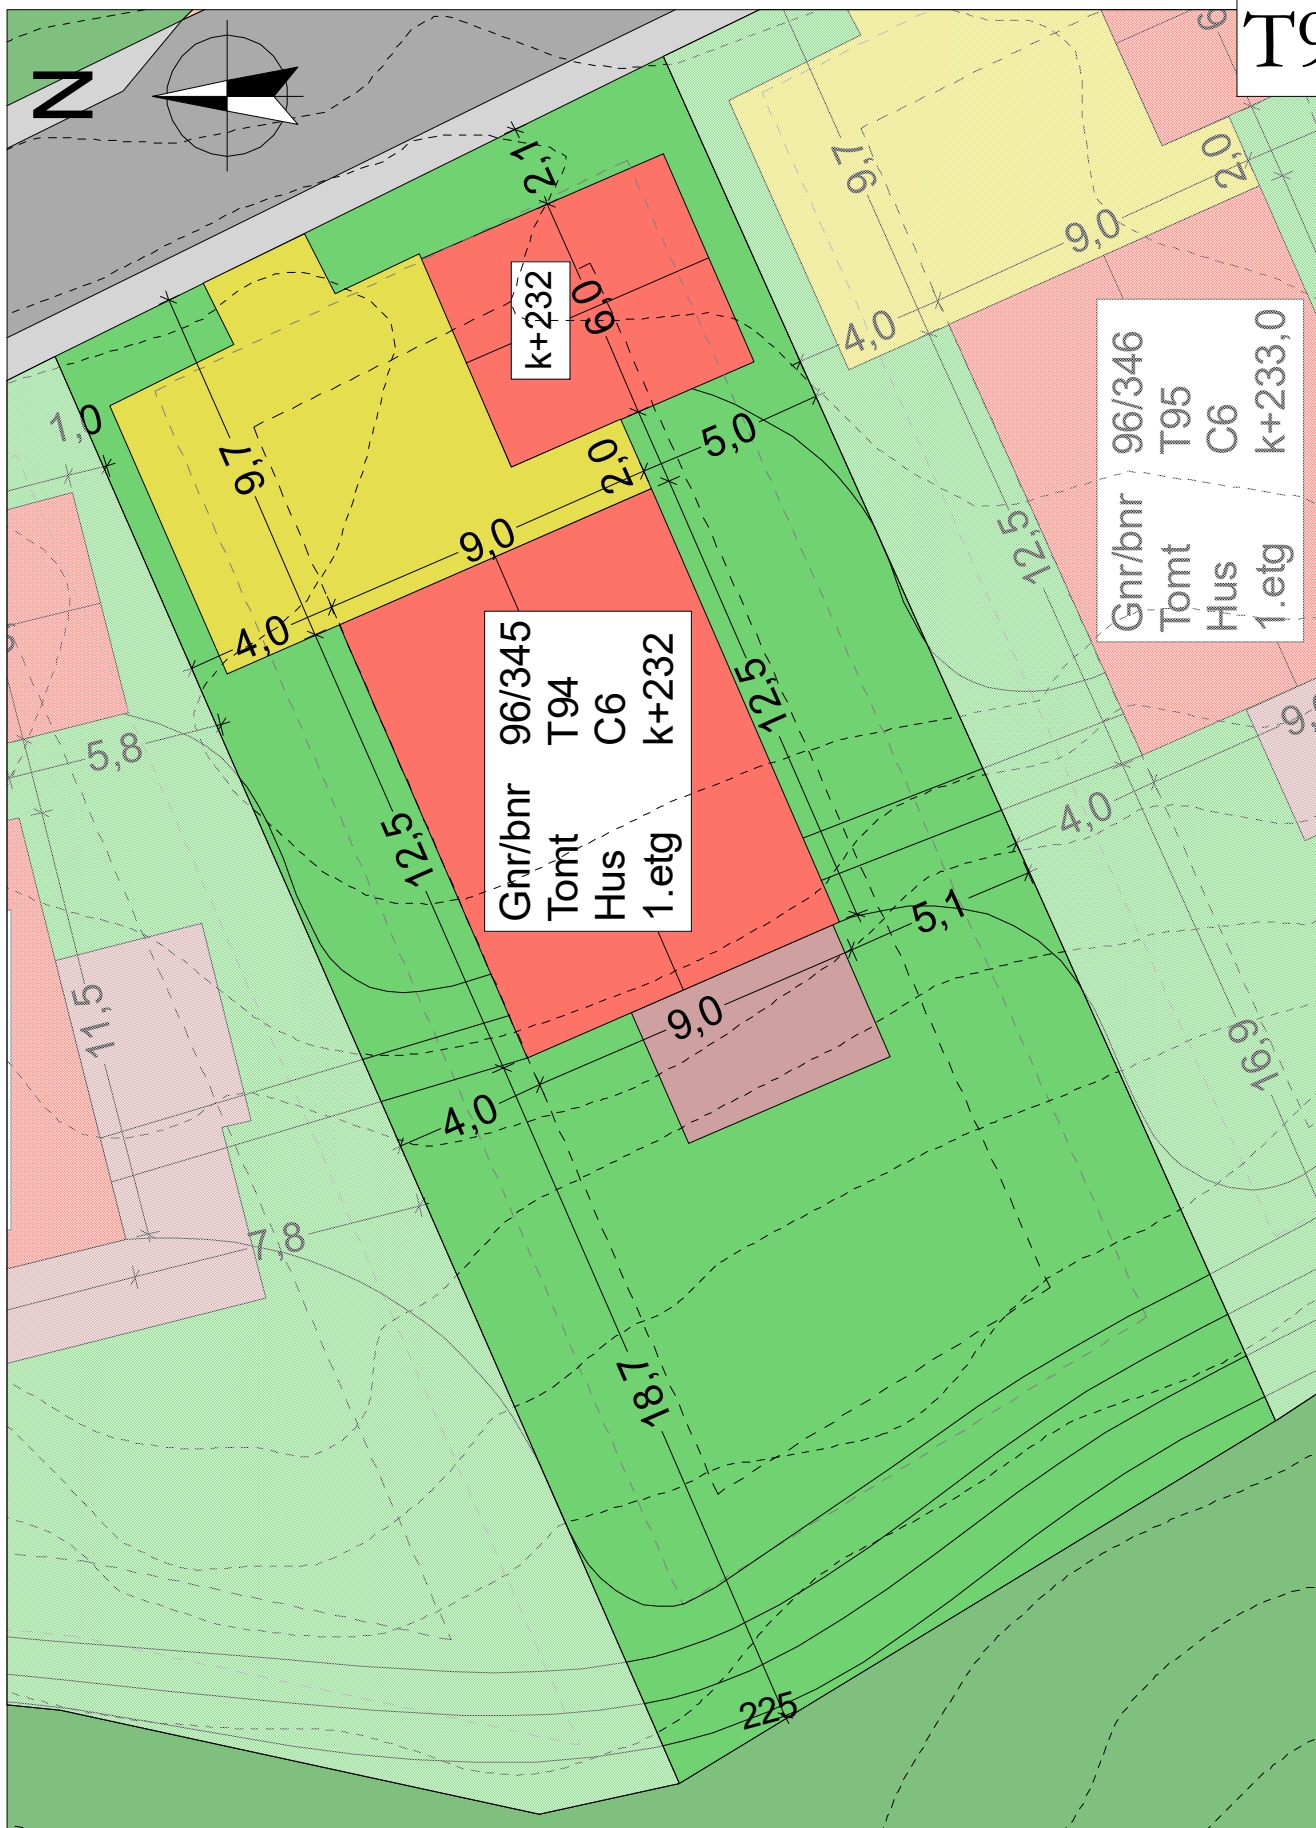 N
T9
2,1
k+232
6,0
9,7
1,0
2,0
5,0
9,0
4,0
Gnr/bnr 96/345
Tomt T94
Hus C6
1.etg k+232
12,5
12,5
9,0
5,1
4,0
18,7
225
5,8
11,5
7,8
9,7
2,0
9,0
4,0
Gnr/bnr 96/346
Tomt T95
Hus C6
1.etg k+233,0
12,5
4,0
16,9